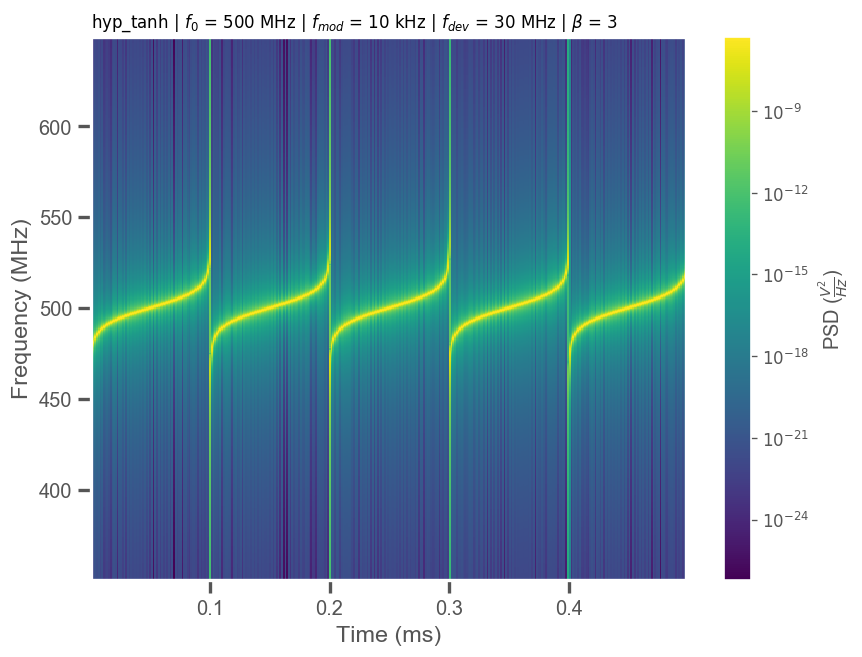 hyp_tanh | f₀ = 500 MHz | f_mod = 10 kHz | f_dev = 30 MHz | β = 3
600
550
500
450
400
Frequency (MHz)
0.1 0.2 0.3 0.4
Time (ms)
10⁻⁹
10⁻¹²
10⁻¹⁵
10⁻¹⁸
10⁻²¹
10⁻²⁴
PSD (V²/Hz)